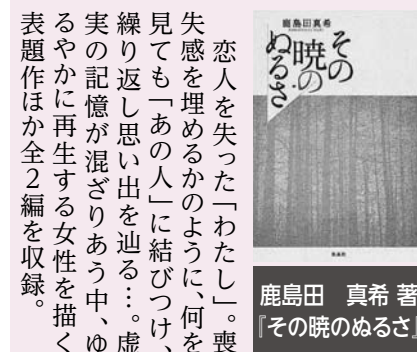 恋人を失った「わたし」。喪
失感を埋めるかのように、何を
見ても「あの人」に結びつけ、
繰り返し思い出を辿る…。虚
実の記憶が混ざりあう中、ゆ
るやかに再生する女性を描く
表題作ほか全2編を収録。
鹿島田真希
その
暁の
ぬるさ
鹿島田 真希 著
『その暁のぬるさ』